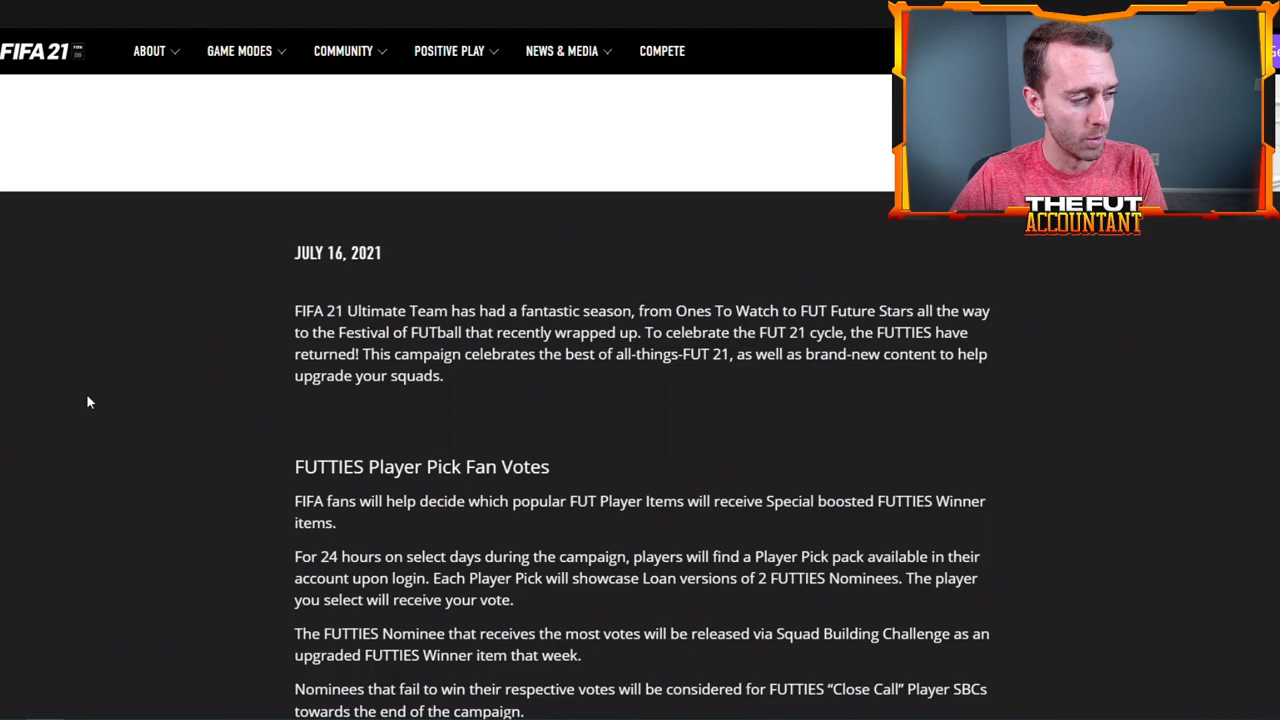 FIFA 21
ABOUT
GAME MODES
COMMUNITY
POSITIVE PLAY
NEWS & MEDIA
COMPETE
THE FUT
ACCOUNTANT
JULY 16, 2021
FIFA 21 Ultimate Team has had a fantastic season, from Ones To Watch to FUT Future Stars all the way
to the Festival of FUTball that recently wrapped up. To celebrate the FUT 21 cycle, the FUTTIES have
returned! This campaign celebrates the best of all-things-FUT 21, as well as brand-new content to help
upgrade your squads.
FUTTIES Player Pick Fan Votes
FIFA fans will help decide which popular FUT Player Items will receive Special boosted FUTTIES Winner
items.
For 24 hours on select days during the campaign, players will find a Player Pick pack available in their
account upon login. Each Player Pick will showcase Loan versions of 2 FUTTIES Nominees. The player
you select will receive your vote.
The FUTTIES Nominee that receives the most votes will be released via Squad Building Challenge as an
upgraded FUTTIES Winner item that week.
Nominees that fail to win their respective votes will be considered for FUTTIES “Close Call” Player SBCs
towards the end of the campaign.